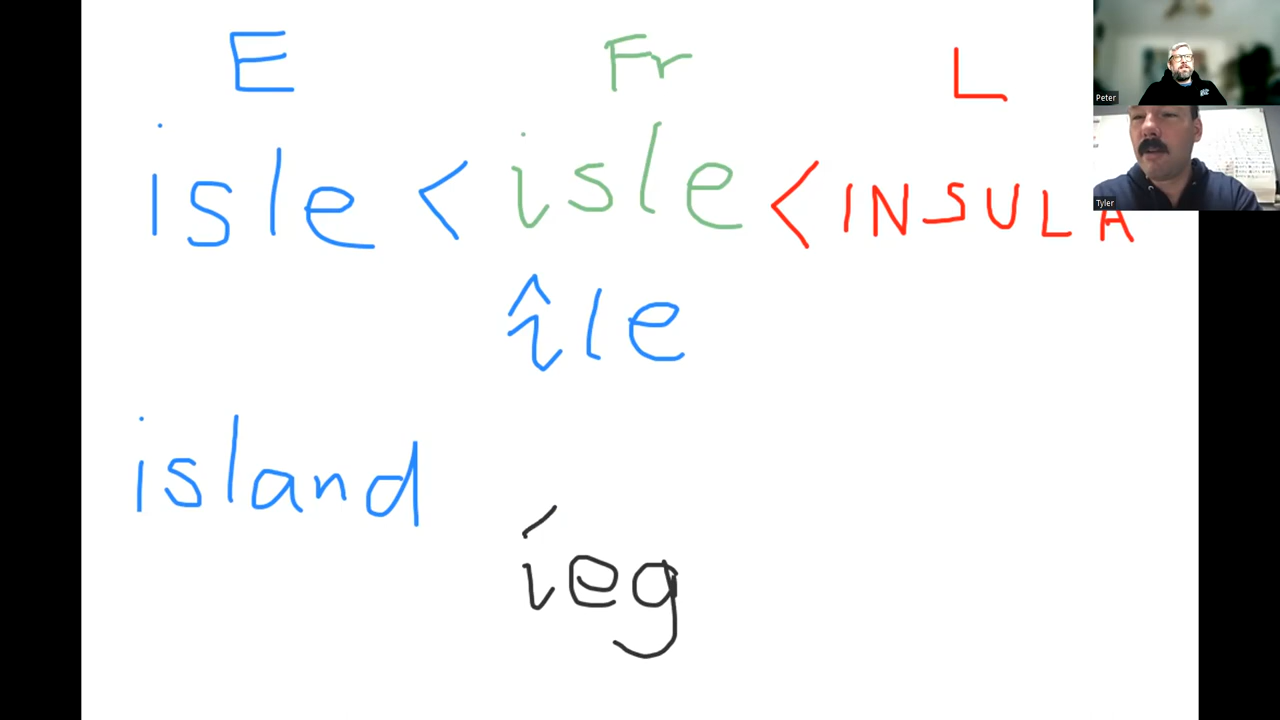 E Fr L
Peter
isle < isle < INSULA
Tyler
île
island
íeg